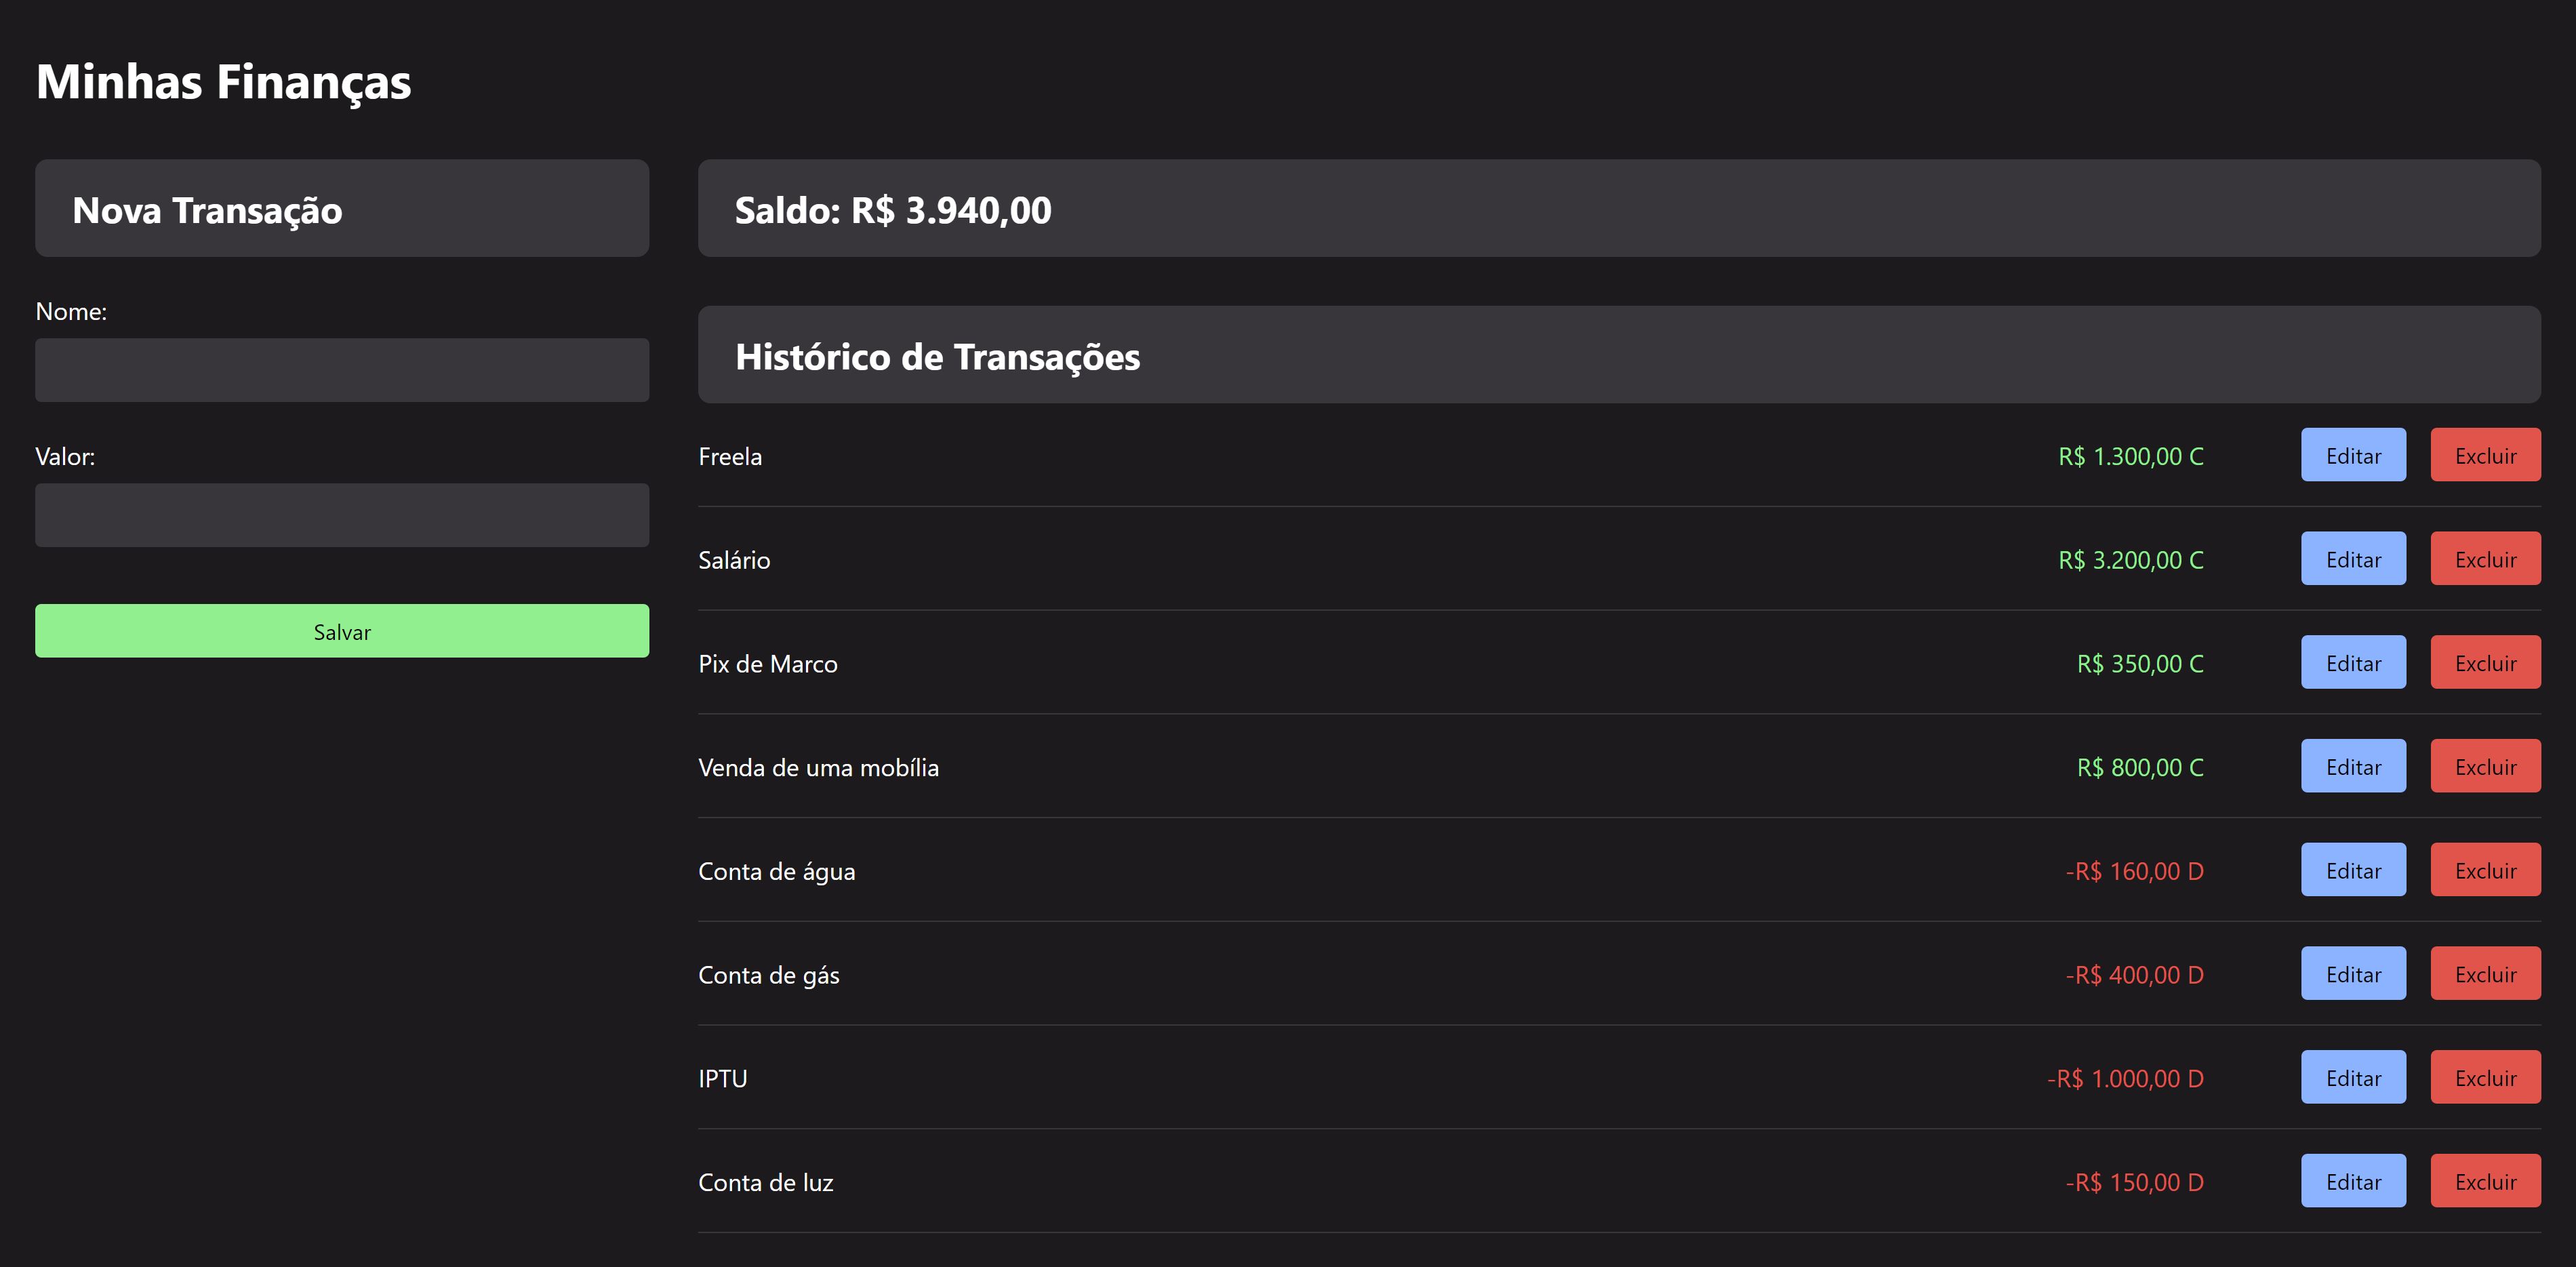 Minhas Finanças
Nova Transação
Nome:
Valor:
Salvar
Saldo: R$ 3.940,00
Histórico de Transações
Freela R$ 1.300,00 C Editar Excluir
Salário R$ 3.200,00 C Editar Excluir
Pix de Marco R$ 350,00 C Editar Excluir
Venda de uma mobília R$ 800,00 C Editar Excluir
Conta de água -R$ 160,00 D Editar Excluir
Conta de gás -R$ 400,00 D Editar Excluir
IPTU -R$ 1.000,00 D Editar Excluir
Conta de luz -R$ 150,00 D Editar Excluir